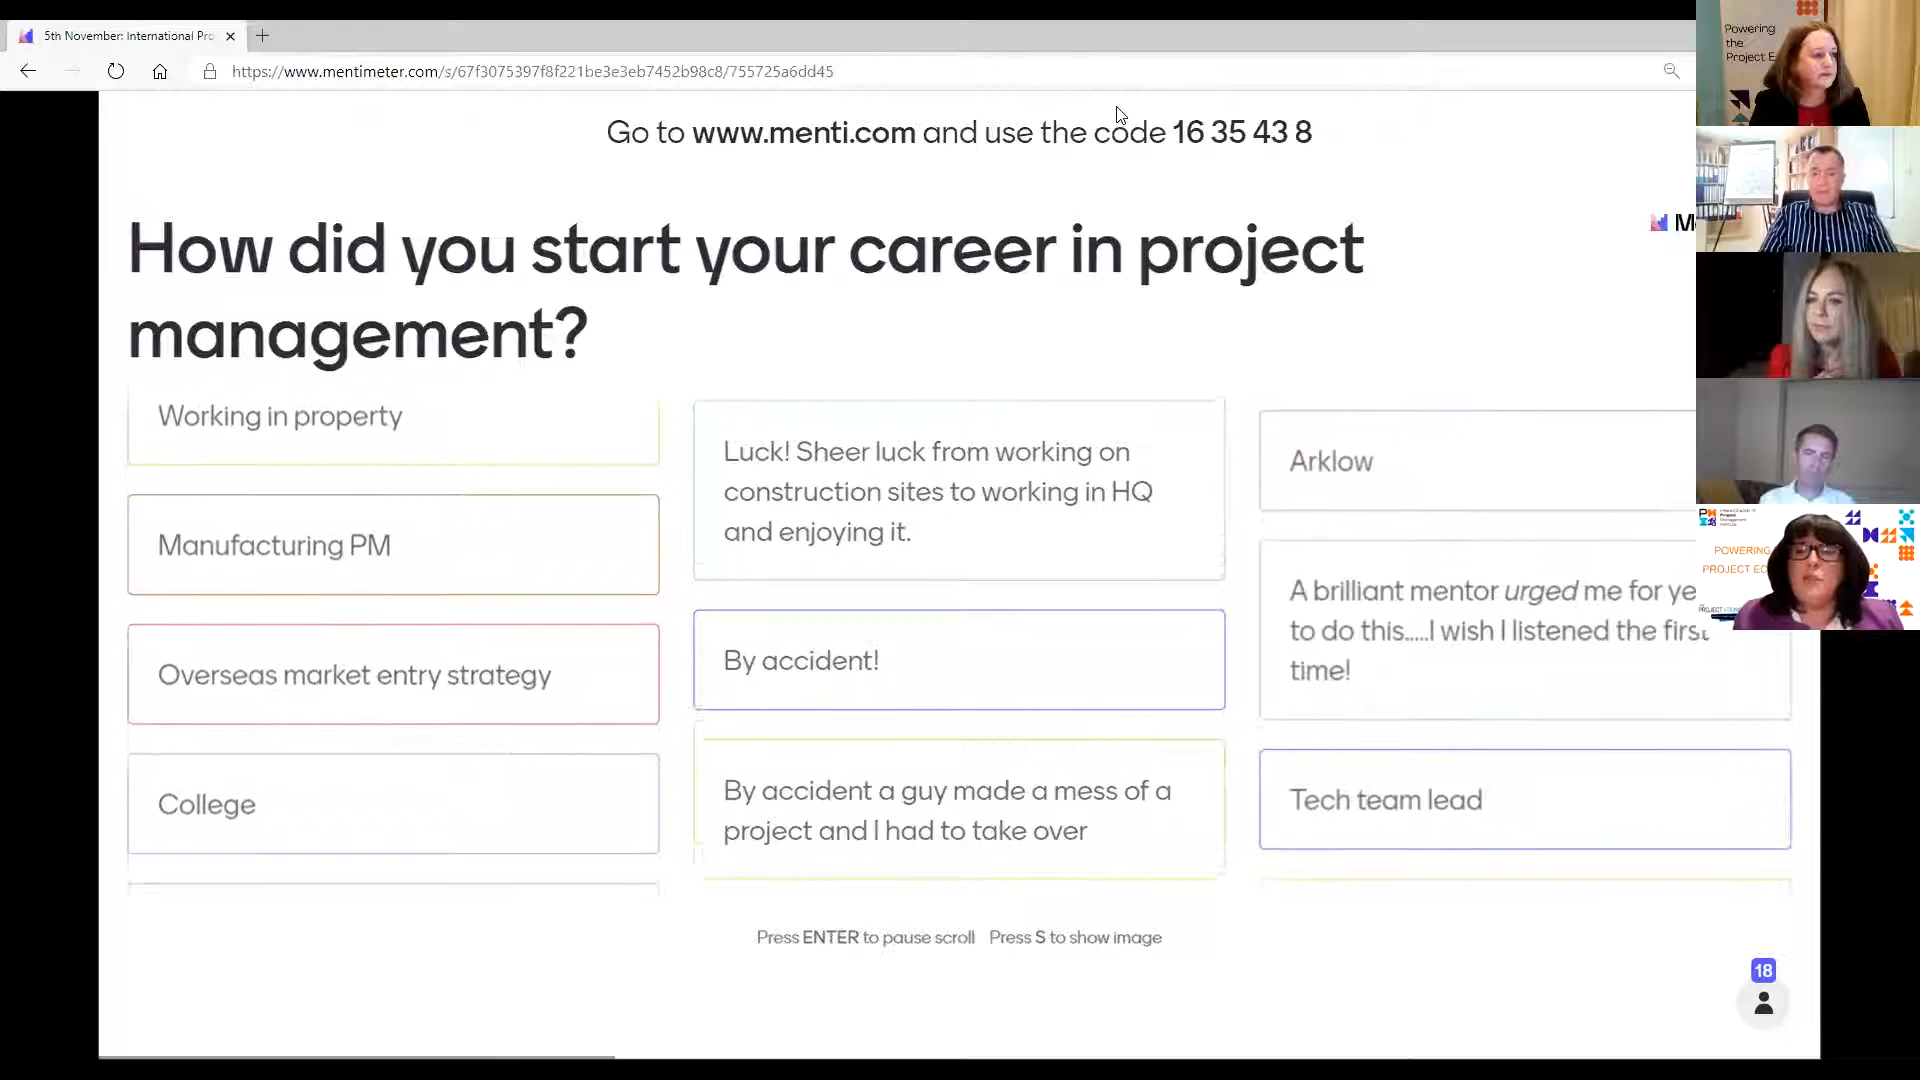 5th November: International Pro
https://www.mentimeter.com/s/67f3075397f8f221be3e3eb7452b98c8/755725a6dd45
Go to www.menti.com and use the code 16 35 43 8
How did you start your career in project
management?
Working in property
Manufacturing PM
Overseas market entry strategy
College
Luck! Sheer luck from working on
construction sites to working in HQ
and enjoying it.
By accident!
By accident a guy made a mess of a
project and I had to take over
Arklow
A brilliant mentor urged me for ye
to do this.....I wish I listened the first
time!
Tech team lead
Press ENTER to pause scroll Press S to show image
18
M
Powering
the
Project E
POWERING
PROJECT EC